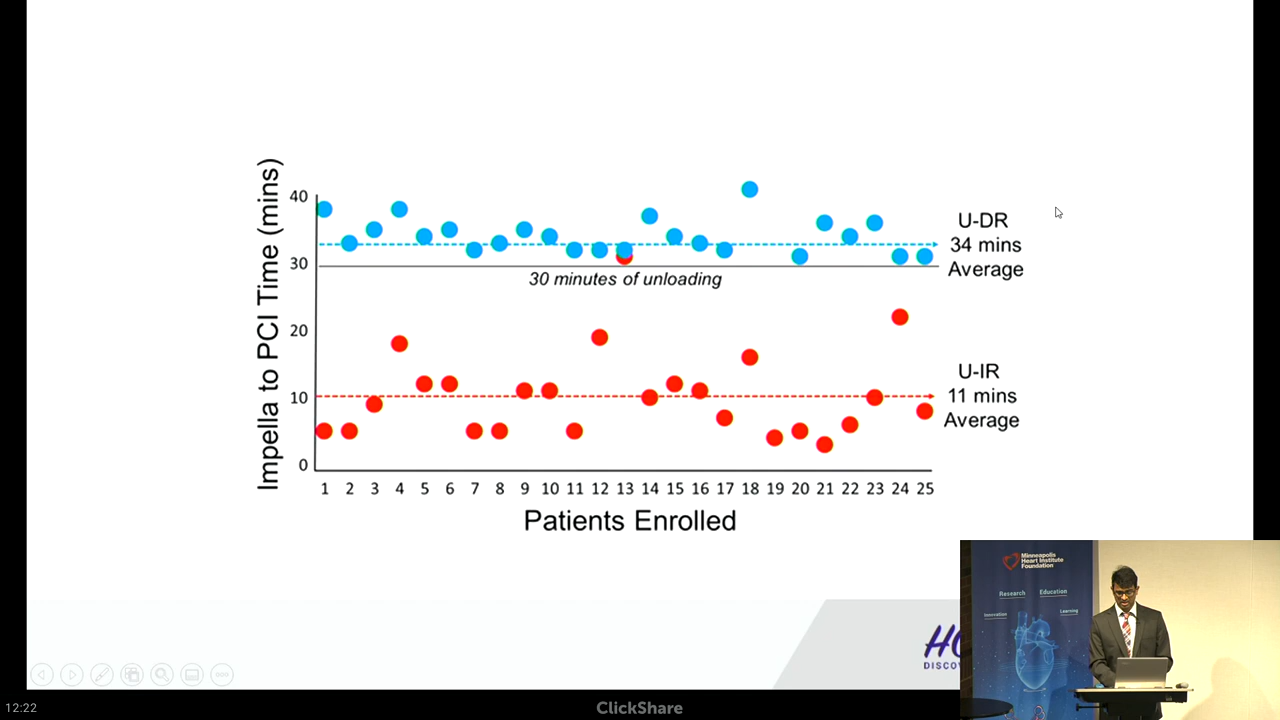 Impella to PCI Time (mins)
40
30
20
10
0
30 minutes of unloading
U-DR
34 mins
Average
U-IR
11 mins
Average
1 2 3 4 5 6 7 8 9 10 11 12 13 14 15 16 17 18 19 20 21 22 23 24 25
Patients Enrolled
Minneapolis
Heart Institute
Foundation
Research Education
Innovation Learning
12:22
ClickShare